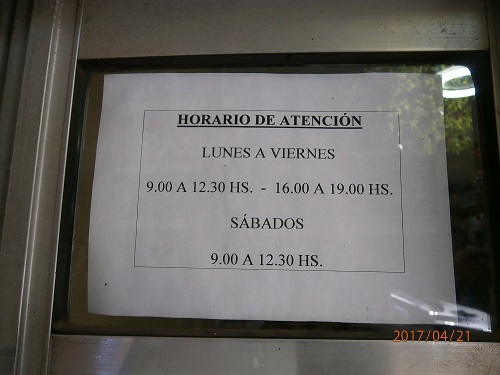 HORARIO DE ATENCIÓN
LUNES A VIERNES
9.00 A 12.30 HS. - 16.00 A 19.00 HS.
SÁBADOS
9.00 A 12.30 HS.
2017/04/21